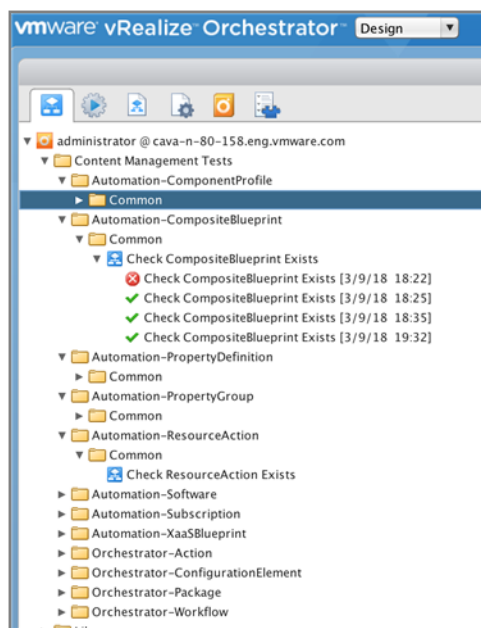 vmware vRealize Orchestrator Design
administrator @ cava-n-80-158.eng.vmware.com
Content Management Tests
Automation-ComponentProfile
Common
Automation-CompositeBlueprint
Common
Check CompositeBlueprint Exists
Check CompositeBlueprint Exists [3/9/18 18:22]
Check CompositeBlueprint Exists [3/9/18 18:25]
Check CompositeBlueprint Exists [3/9/18 18:35]
Check CompositeBlueprint Exists [3/9/18 19:32]
Automation-PropertyDefinition
Common
Automation-PropertyGroup
Common
Automation-ResourceAction
Common
Check ResourceAction Exists
Automation-Software
Automation-Subscription
Automation-XaaSBlueprint
Orchestrator-Action
Orchestrator-ConfigurationElement
Orchestrator-Package
Orchestrator-Workflow